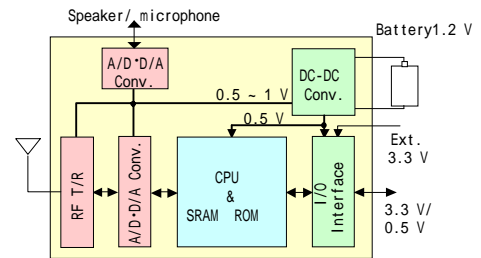 Speaker/ microphone
Battery1.2 V
A/D･D/A
Conv.
DC-DC
Conv.
0.5 ~ 1 V
0.5 V
Ext.
3.3 V
RF T/R
A/D･D/A Conv.
CPU
&
SRAM ROM
I/O
Interface
3.3 V/
0.5 V